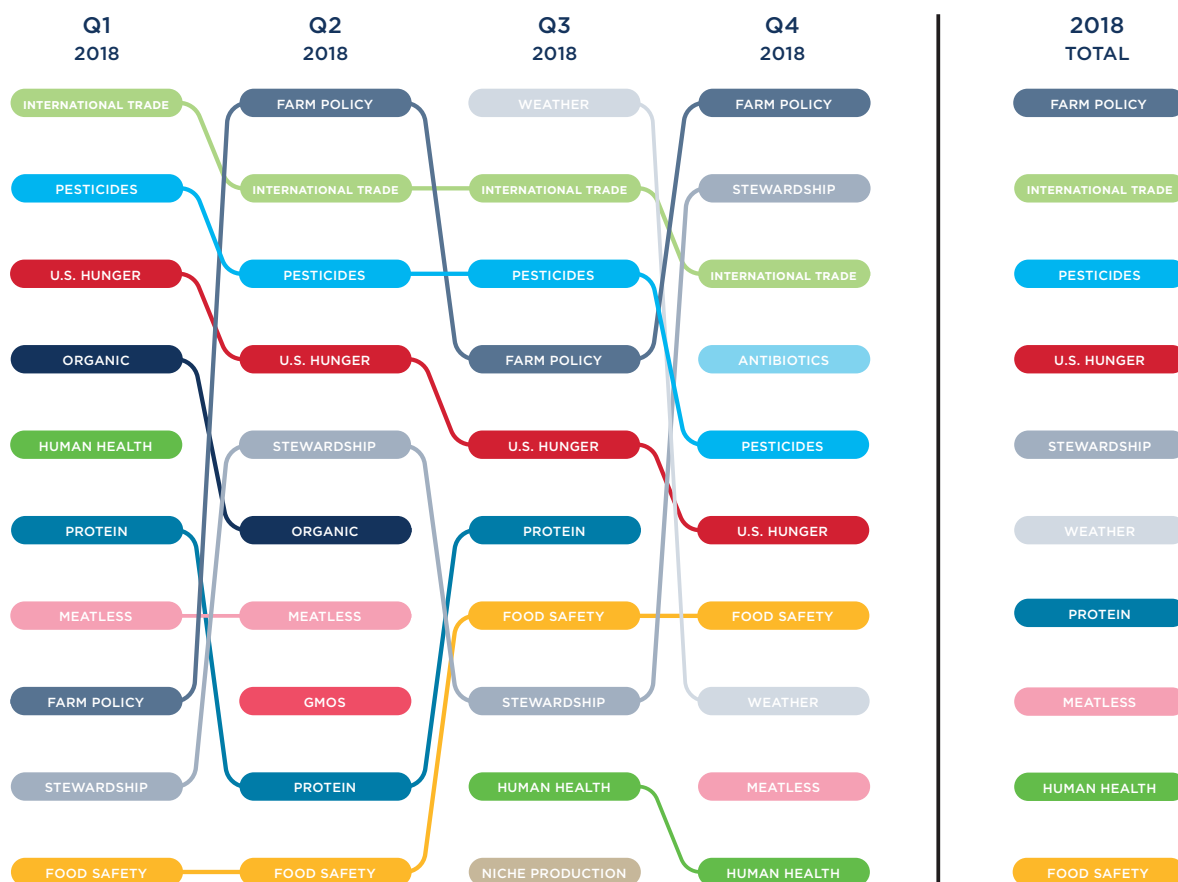 Q1 Q2 Q3 Q4 2018
2018 2018 2018 2018 TOTAL
INTERNATIONAL TRADE FARM POLICY WEATHER FARM POLICY FARM POLICY
PESTICIDES INTERNATIONAL TRADE INTERNATIONAL TRADE STEWARDSHIP INTERNATIONAL TRADE
U.S. HUNGER PESTICIDES PESTICIDES INTERNATIONAL TRADE PESTICIDES
ORGANIC U.S. HUNGER FARM POLICY ANTIBIOTICS U.S. HUNGER
HUMAN HEALTH STEWARDSHIP U.S. HUNGER PESTICIDES STEWARDSHIP
PROTEIN ORGANIC PROTEIN U.S. HUNGER WEATHER
MEATLESS MEATLESS FOOD SAFETY FOOD SAFETY PROTEIN
FARM POLICY GMOS STEWARDSHIP WEATHER MEATLESS
STEWARDSHIP PROTEIN HUMAN HEALTH MEATLESS HUMAN HEALTH
FOOD SAFETY FOOD SAFETY NICHE PRODUCTION HUMAN HEALTH FOOD SAFETY